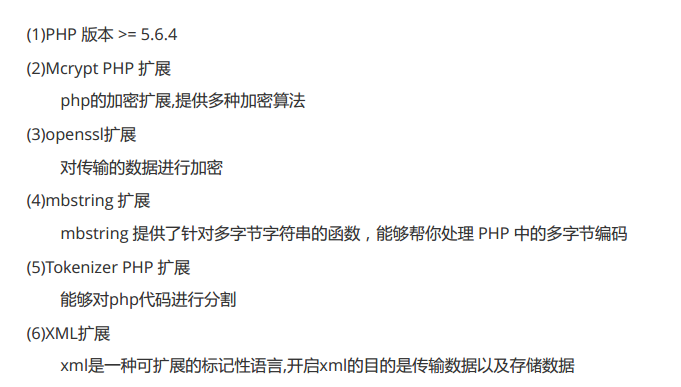 (1)PHP 版本 >= 5.6.4
(2)Mcrypt PHP 扩展
php的加密扩展,提供多种加密算法
(3)openssl扩展
对传输的数据进行加密
(4)mbstring 扩展
mbstring 提供了针对多字节字符串的函数，能够帮你处理 PHP 中的多字节编码
(5)Tokenizer PHP 扩展
能够对php代码进行分割
(6)XML扩展
xml是一种可扩展的标记性语言,开启xml的目的是传输数据以及存储数据